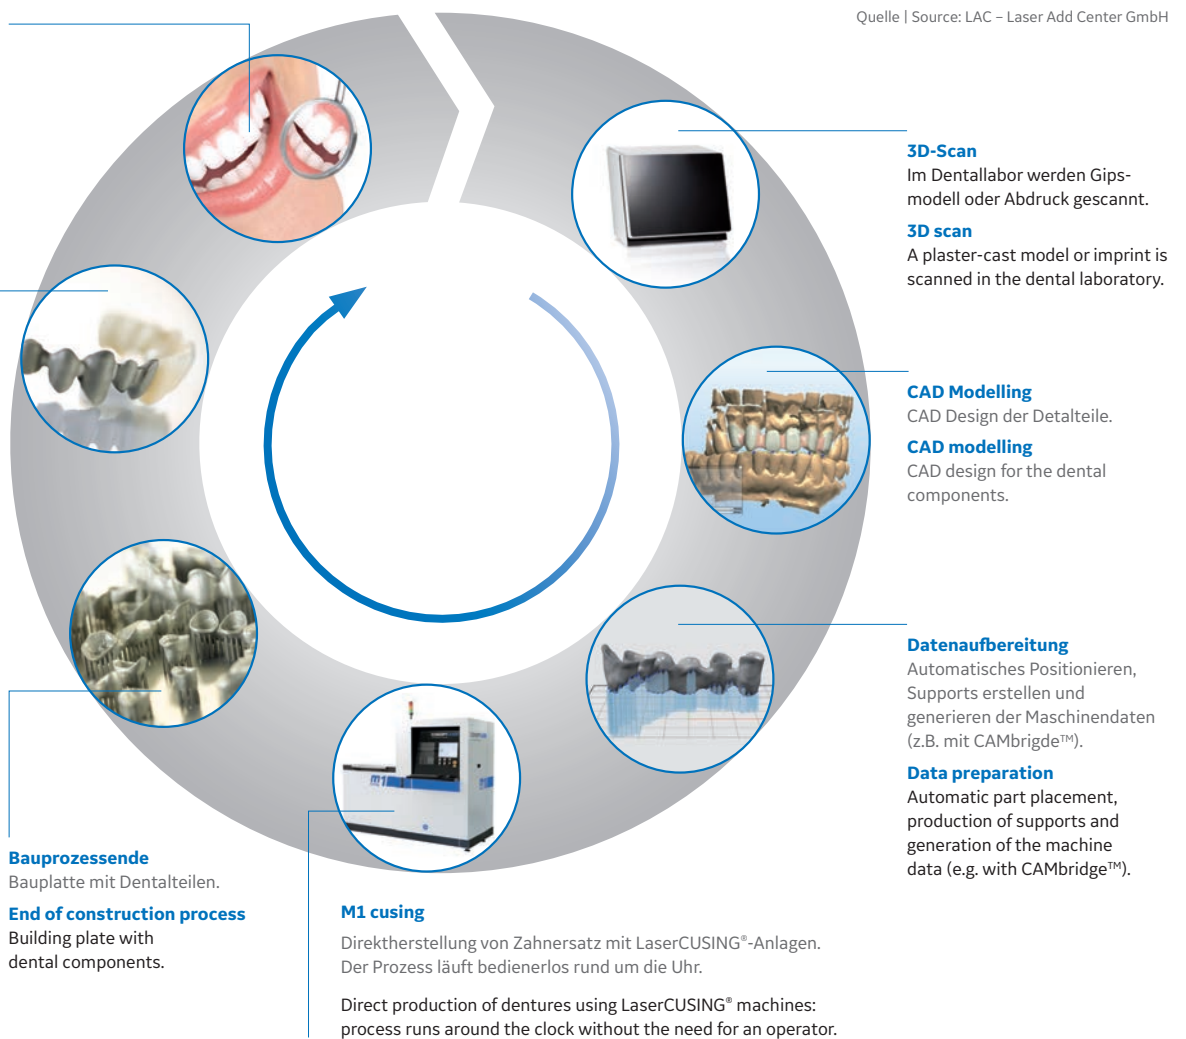 Quelle | Source: LAC – Laser Add Center GmbH
3D-Scan
Im Dentallabor werden Gips-
modell oder Abdruck gescannt.
3D scan
A plaster-cast model or imprint is
scanned in the dental laboratory.
CAD Modelling
CAD Design der Detalteile.
CAD modelling
CAD design for the dental
components.
Datenaufbereitung
Automatisches Positionieren,
Supports erstellen und
generieren der Maschinendaten
(z.B. mit CAMbrigde™).
Data preparation
Automatic part placement,
production of supports and
generation of the machine
data (e.g. with CAMbridge™).
M1
M1 cusing
Direktherstellung von Zahnersatz mit LaserCUSING®-Anlagen.
Der Prozess läuft bedienerlos rund um die Uhr.
Direct production of dentures using LaserCUSING® machines:
process runs around the clock without the need for an operator.
Bauprozessende
Bauplatte mit Dentalteilen.
End of construction process
Building plate with
dental components.